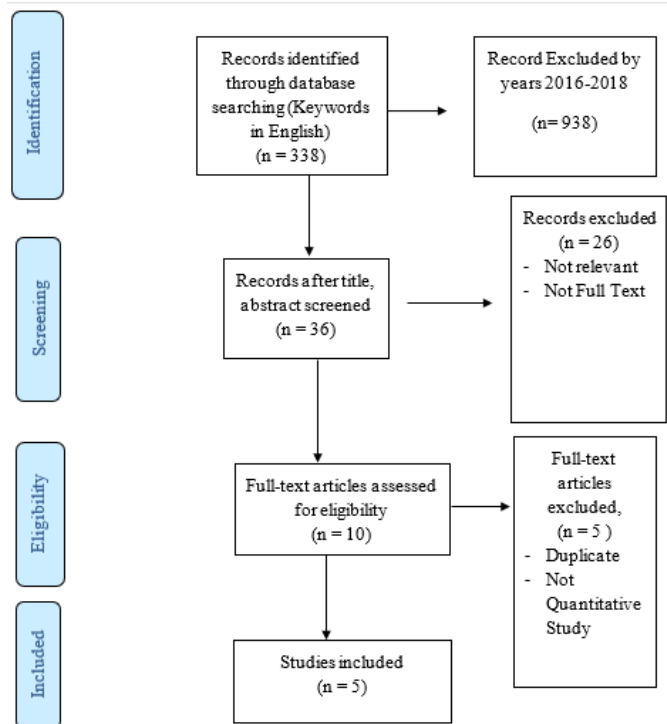 Identification
Records identified
through database
searching (Keywords
in English)
(n = 338)
Record Excluded by
years 2016-2018
(n= 938)
Screening
Records after title,
abstract screened
(n = 36)
Records excluded
(n = 26)
- Not relevant
- Not Full Text
Eligibility
Full-text articles assessed
for eligibility
(n = 10)
Full-text
articles
excluded,
(n = 5 )
- Duplicate
- Not
Quantitative
Study
Included
Studies included
(n = 5)